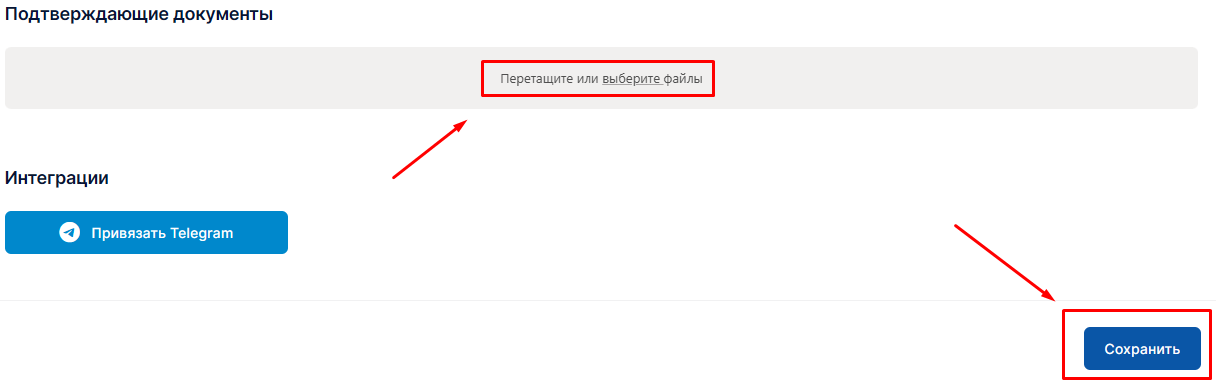 Подтверждающие документы
Перетащите или выберите файлы
Интеграции
Привязать Telegram
Сохранить